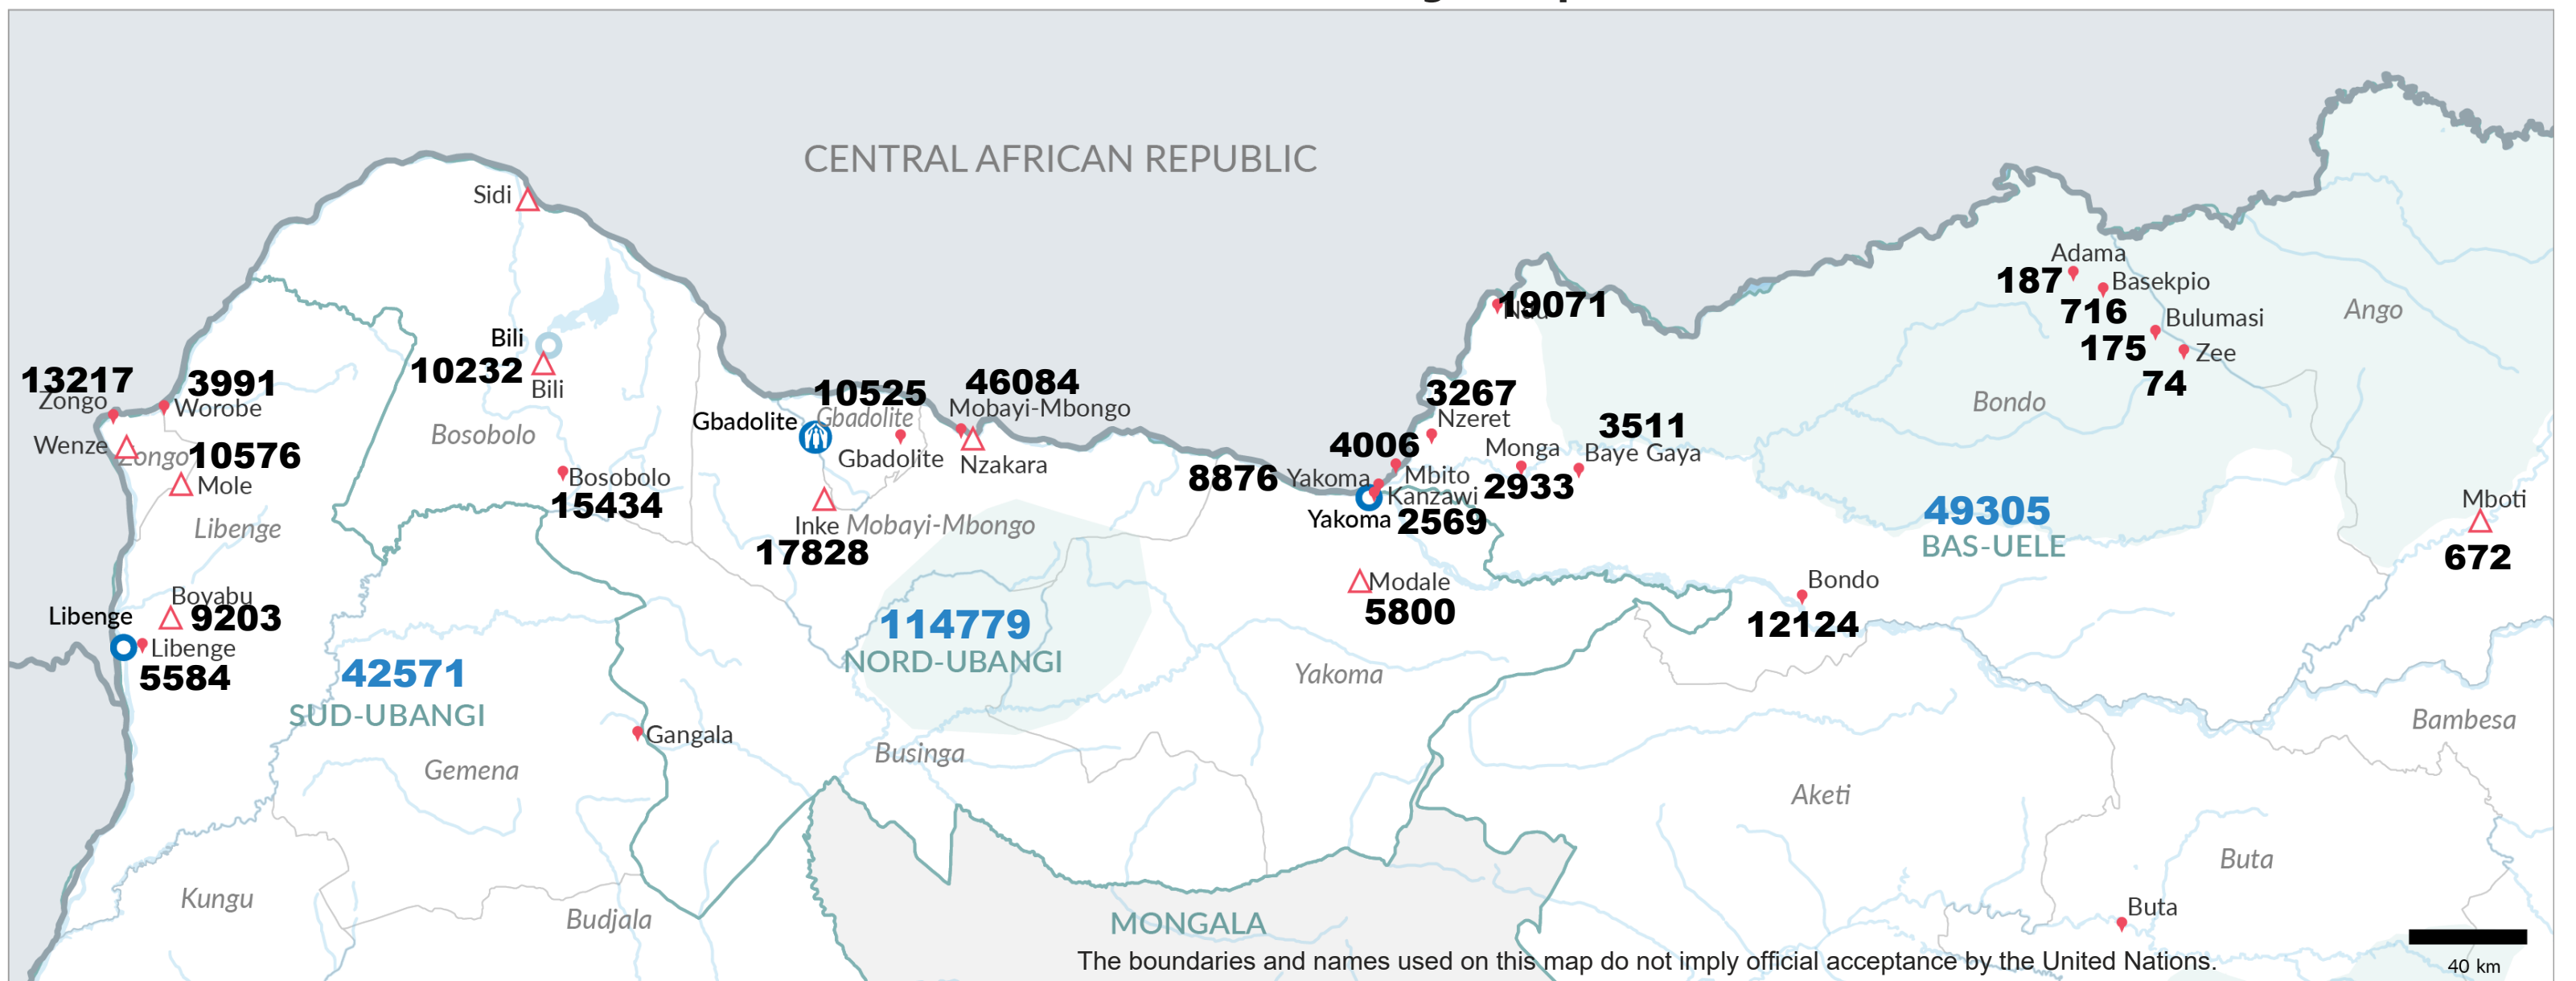 CENTRAL AFRICAN REPUBLIC
Sidi
Adama
187
Basekpio
716
Bulumasi
175
Zee
74
Ango
19071
Bili
10232
Bili
13217
Zongo
3991
Worobe
Wenze
Zongo
10576
Mole
Libenge
Bosobolo
Bosobolo
15434
10525
Gbadolite
Gbadolite
Gbadolite
46084
Mobayi-Mbongo
Nzakara
Inke
17828
Mobayi-Mbongo
3267
Nzeret
4006
8876
Yakoma
Mbito
Kanzawi
Yakoma
2569
Monga
2933
3511
Baye Gaya
Bondo
49305
BAS-UELE
Mboti
672
Modale
5800
Bondo
12124
Boyabu
9203
Libenge
Libenge
5584
42571
SUD-UBANGI
114779
NORD-UBANGI
Yakoma
Gangala
Businga
Gemena
Bambesa
Aketi
Buta
Kungu
Budjala
MONGALA
Buta
The boundaries and names used on this map do not imply official acceptance by the United Nations.
40 km